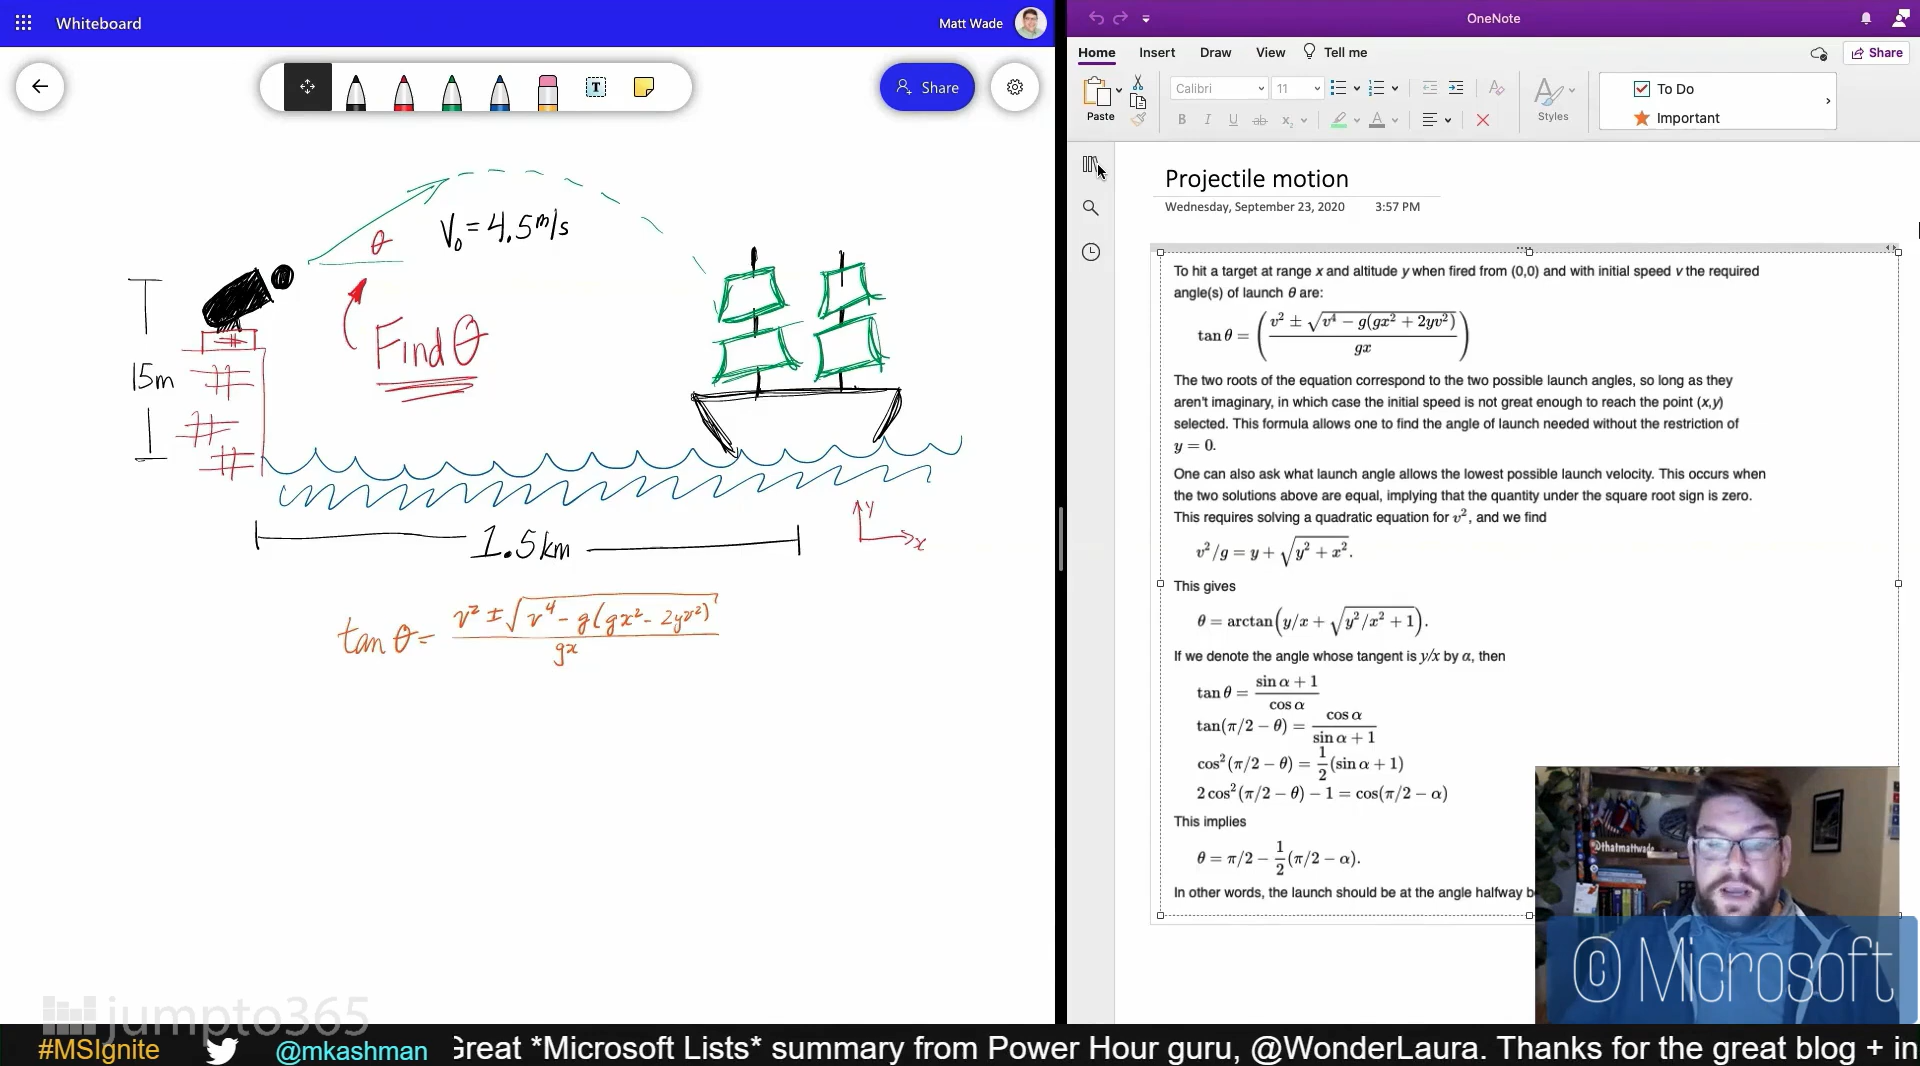 Whiteboard
Matt Wade
Share
T
θ
V₀ = 4.5 m/s
15m
Find θ
1.5 km
y
x
tan θ = (v² ± √(v⁴ − g(gx² − 2yv²))) / gx
jumpto365
OneNote
Home Insert Draw View Tell me
Share
Paste
Calibri 11
B I U ab x₂ A
Styles
To Do
Important
Projectile motion
Wednesday, September 23, 2020 3:57 PM
To hit a target at range x and altitude y when fired from (0,0) and with initial speed v the required
angle(s) of launch θ are:
tan θ = ((v² ± √(v⁴ − g(gx² + 2yv²))) / gx)
The two roots of the equation correspond to the two possible launch angles, so long as they
aren't imaginary, in which case the initial speed is not great enough to reach the point (x,y)
selected. This formula allows one to find the angle of launch needed without the restriction of
y = 0.
One can also ask what launch angle allows the lowest possible launch velocity. This occurs when
the two solutions above are equal, implying that the quantity under the square root sign is zero.
This requires solving a quadratic equation for v², and we find
v²/g = y + √(y² + x²).
This gives
θ = arctan(y/x + √(y²/x² + 1)).
If we denote the angle whose tangent is y/x by α, then
tan θ = (sin α + 1) / cos α
tan(π/2 − θ) = cos α / (sin α + 1)
cos²(π/2 − θ) = 1/2 (sin α + 1)
2 cos²(π/2 − θ) − 1 = cos(π/2 − α)
This implies
θ = π/2 − 1/2 (π/2 − α).
In other words, the launch should be at the angle halfway b
@thatmattwade
© Microsoft
#MSIgnite @mkashman Great *Microsoft Lists* summary from Power Hour guru, @WonderLaura. Thanks for the great blog + in